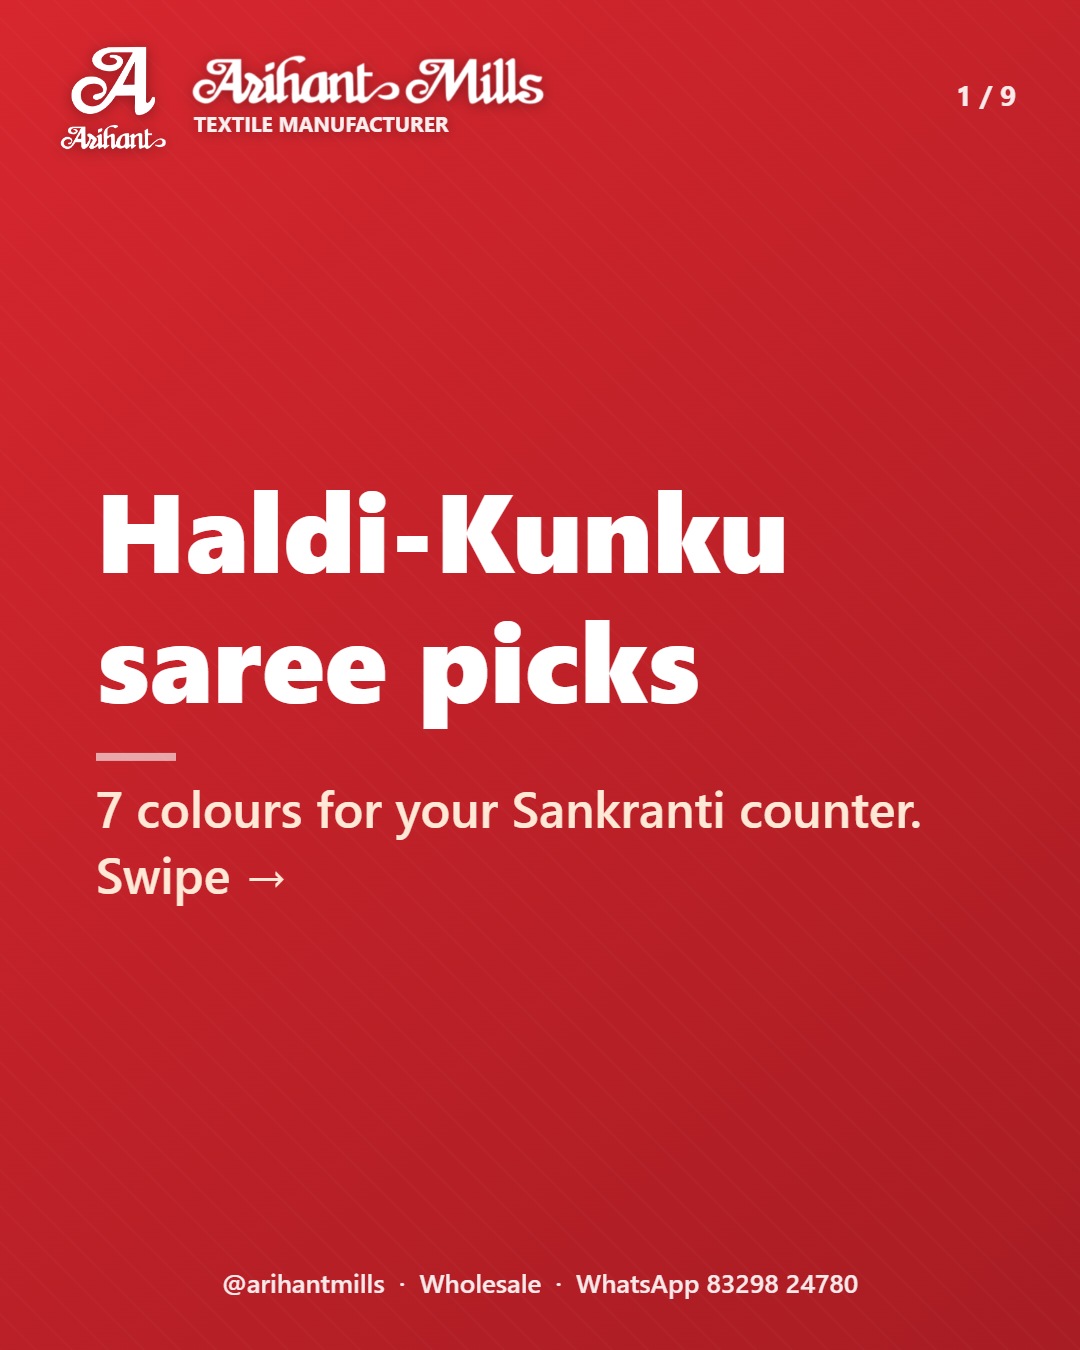 A
Arihant
Arihant Mills
TEXTILE MANUFACTURER
1 / 9
Haldi-Kunku
saree picks
7 colours for your Sankranti counter.
Swipe →
@arihantmills · Wholesale · WhatsApp 83298 24780